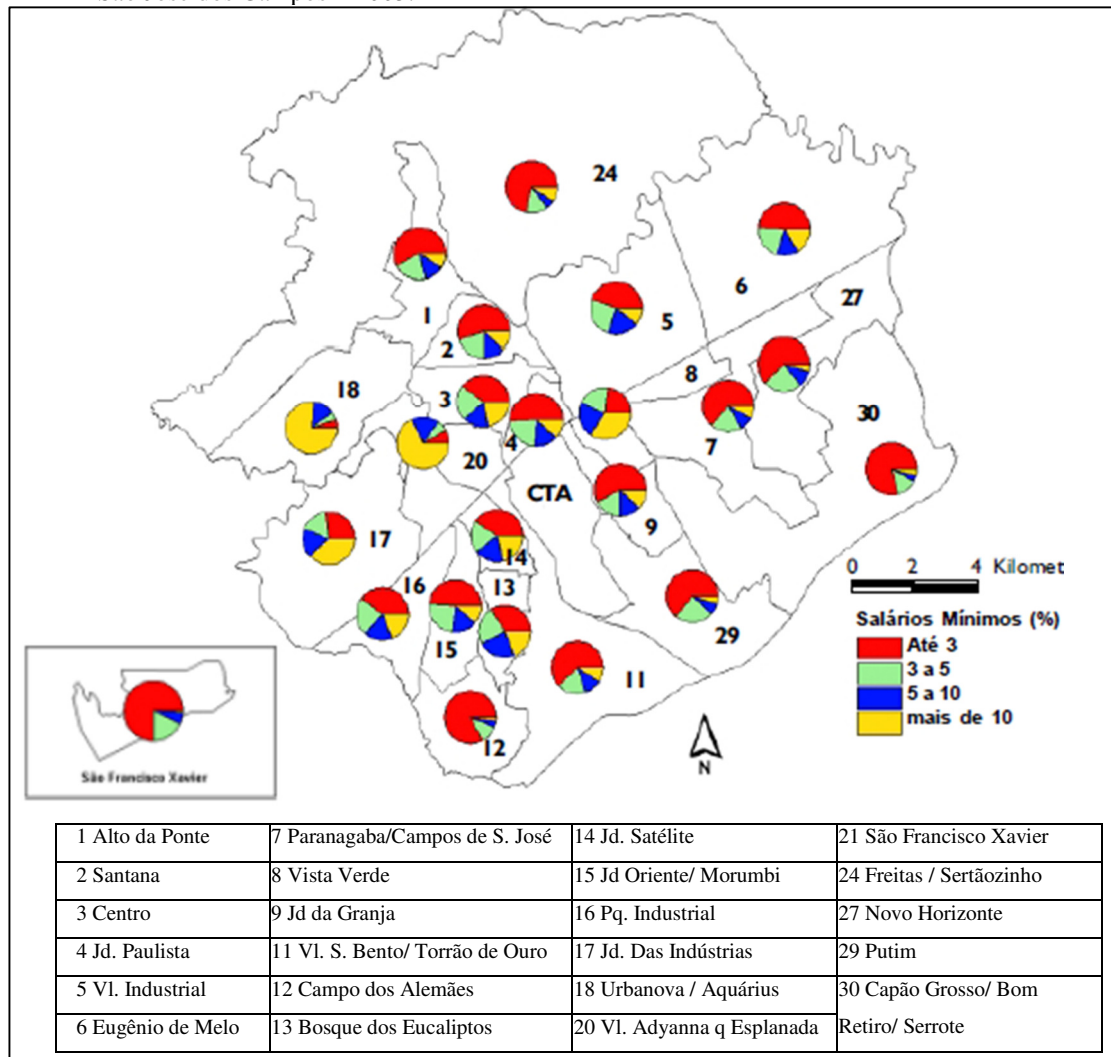 24
6
27
1
5
2
8
18
3
30
4
7
20
CTA
9
17
14
0 2 4 Kilomet
16
13
Salários Mínimos (%)
29
Até 3
15
3 a 5
11
5 a 10
mais de 10
12
N
São Francisco Xavier
1 Alto da Ponte 7 Paranagaba/Campos de S. José 14 Jd. Satélite 21 São Francisco Xavier
2 Santana 8 Vista Verde 15 Jd Oriente/ Morumbi 24 Freitas / Sertãozinho
3 Centro 9 Jd da Granja 16 Pq. Industrial 27 Novo Horizonte
4 Jd. Paulista 11 Vl. S. Bento/ Torrão de Ouro 17 Jd. Das Indústrias 29 Putim
5 Vl. Industrial 12 Campo dos Alemães 18 Urbanova / Aquárius 30 Capão Grosso/ Bom
6 Eugênio de Melo 13 Bosque dos Eucaliptos 20 Vl. Adyanna q Esplanada Retiro/ Serrote